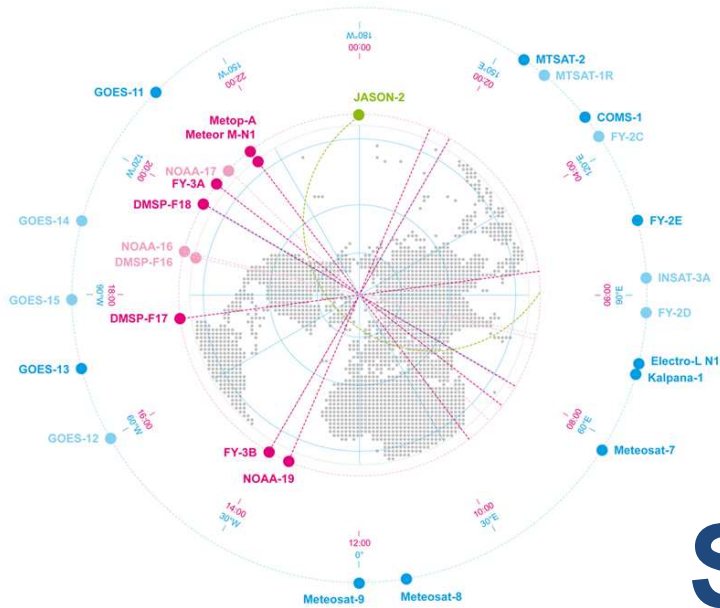 180°W
00:00
150°W
22:00
150°E
02:00
MTSAT-2
MTSAT-1R
GOES-11
JASON-2
COMS-1
FY-2C
Metop-A
Meteor M-N1
120°W
20:00
120°E
04:00
NOAA-17
FY-3A
DMSP-F18
GOES-14
FY-2E
NOAA-16
DMSP-F16
INSAT-3A
GOES-15
90°W
18:00
06:00
90°E
FY-2D
DMSP-F17
GOES-13
Electro-L N1
Kalpana-1
16:00
60°W
08:00
60°E
GOES-12
Meteosat-7
FY-3B
NOAA-19
14:00
30°W
10:00
30°E
12:00
0°
Meteosat-9
Meteosat-8
S